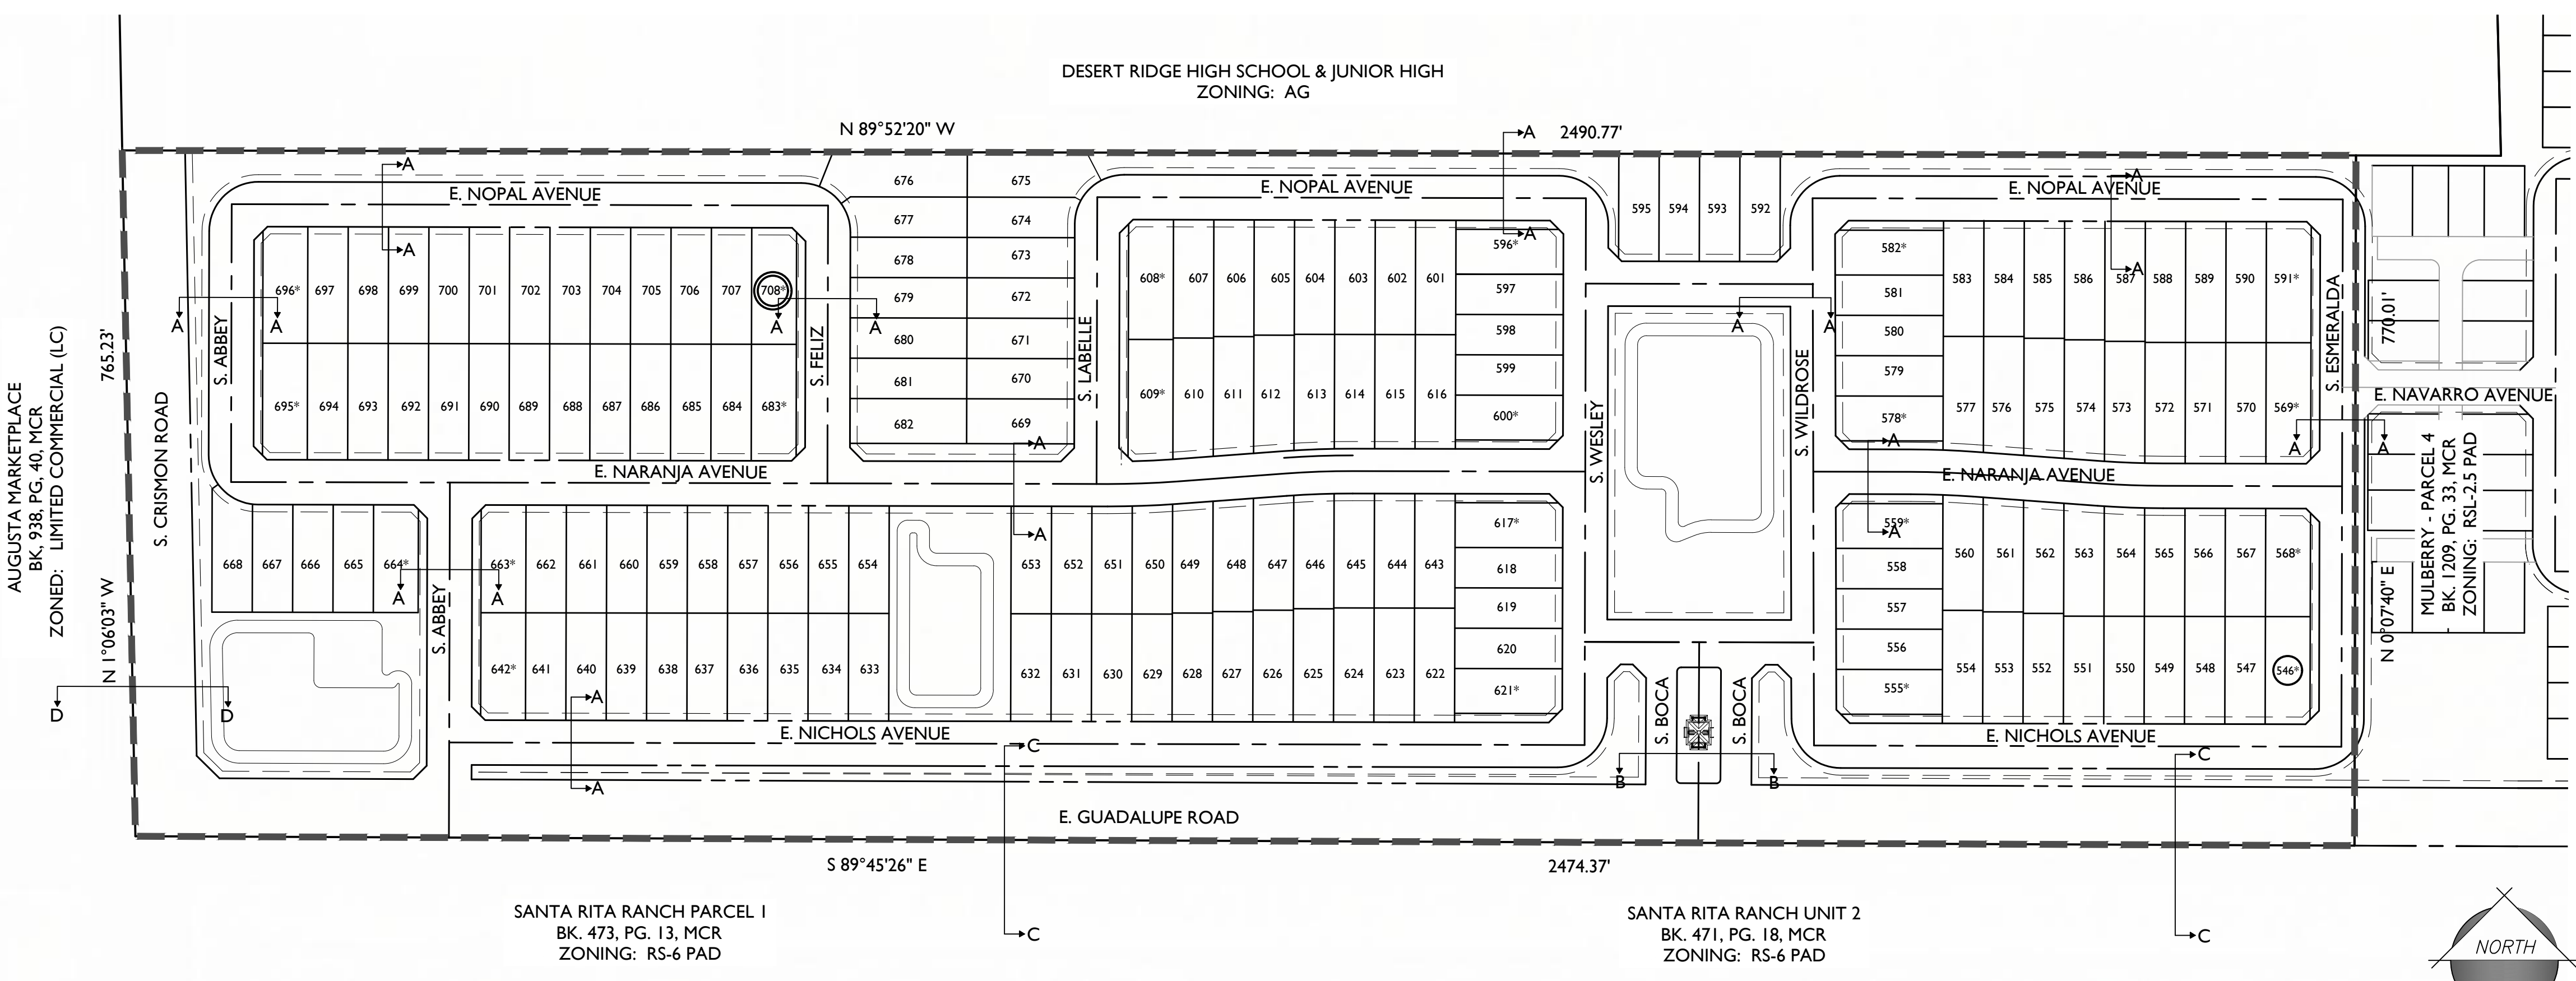 DESERT RIDGE HIGH SCHOOL & JUNIOR HIGH
ZONING: AG
N 89°52'20" W
2490.77'
A
A
A
A
A
A
E. NOPAL AVENUE
E. NOPAL AVENUE
E. NOPAL AVENUE
676 675
677 674
678 673
679 672
680 671
681 670
682 669
595 594 593 592
696* 697 698 699 700 701 702 703 704 705 706 707 708*
695* 694 693 692 691 690 689 688 687 686 685 684 683*
608* 607 606 605 604 603 602 601
609* 610 611 612 613 614 615 616
596*
597
598
599
600*
582*
581
580
579
578*
583 584 585 586 587 588 589 590 591*
577 576 575 574 573 572 571 570 569*
A A A A A A
A A A A
S. ABBEY
S. FELIZ
S. LABELLE
S. WESLEY
S. WILDROSE
S. ESMERALDA
770.01'
E. NAVARRO AVENUE
S. CRISMON ROAD
765.23'
N 1°06'03" W
AUGUSTA MARKETPLACE
BK, 938, PG, 40, MCR
ZONED: LIMITED COMMERCIAL (LC)
E. NARANJA AVENUE
E. NARANJA AVENUE
MULBERRY - PARCEL 4
BK. 1209, PG. 33, MCR
ZONING: RSL-2.5 PAD
N 0°07'40" E
668 667 666 665 664*
A A
S. ABBEY
663* 662 661 660 659 658 657 656 655 654
642* 641 640 639 638 637 636 635 634 633
A A
653 652 651 650 649 648 647 646 645 644 643
632 631 630 629 628 627 626 625 624 623 622
617*
618
619
620
621*
559*
A
558
557
556
555*
560 561 562 563 564 565 566 567 568*
554 553 552 551 550 549 548 547 546*
D D
A
A
E. NICHOLS AVENUE
E. NICHOLS AVENUE
S. BOCA
S. BOCA
C
C
B B
E. GUADALUPE ROAD
S 89°45'26" E
2474.37'
SANTA RITA RANCH PARCEL 1
BK. 473, PG. 13, MCR
ZONING: RS-6 PAD
SANTA RITA RANCH UNIT 2
BK. 471, PG. 18, MCR
ZONING: RS-6 PAD
C
C
NORTH